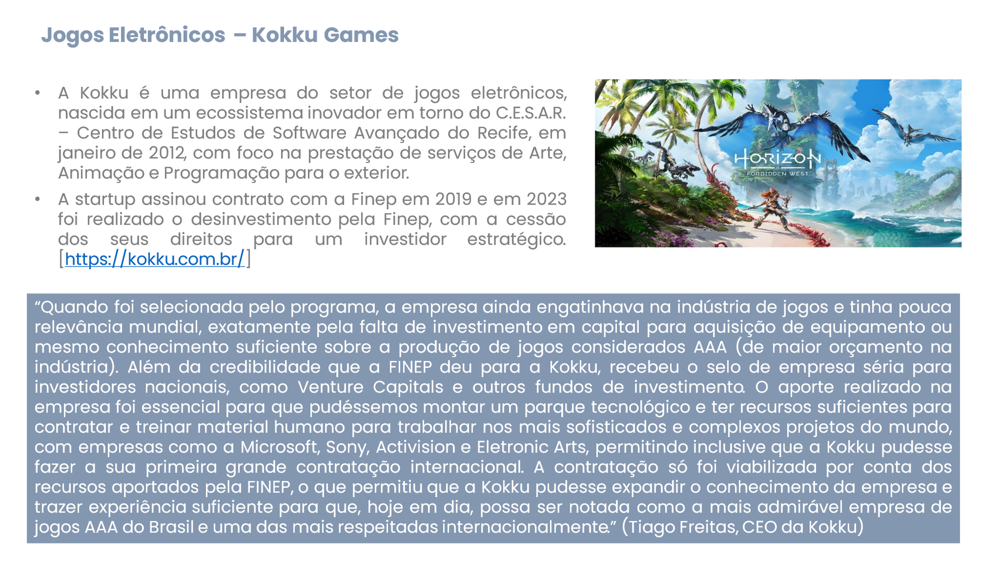 Jogos Eletrônicos – Kokku Games
• A Kokku é uma empresa do setor de jogos eletrônicos,
nascida em um ecossistema inovador em torno do C.E.S.A.R.
– Centro de Estudos de Software Avançado do Recife, em
janeiro de 2012, com foco na prestação de serviços de Arte,
Animação e Programação para o exterior.
• A startup assinou contrato com a Finep em 2019 e em 2023
foi realizado o desinvestimento pela Finep, com a cessão
dos seus direitos para um investidor estratégico.
[https://kokku.com.br/]
HORIZON
FORBIDDEN WEST
“Quando foi selecionada pelo programa, a empresa ainda engatinhava na indústria de jogos e tinha pouca
relevância mundial, exatamente pela falta de investimento em capital para aquisição de equipamento ou
mesmo conhecimento suficiente sobre a produção de jogos considerados AAA (de maior orçamento na
indústria). Além da credibilidade que a FINEP deu para a Kokku, recebeu o selo de empresa séria para
investidores nacionais, como Venture Capitals e outros fundos de investimento. O aporte realizado na
empresa foi essencial para que pudéssemos montar um parque tecnológico e ter recursos suficientes para
contratar e treinar material humano para trabalhar nos mais sofisticados e complexos projetos do mundo,
com empresas como a Microsoft, Sony, Activision e Eletronic Arts, permitindo inclusive que a Kokku pudesse
fazer a sua primeira grande contratação internacional. A contratação só foi viabilizada por conta dos
recursos aportados pela FINEP, o que permitiu que a Kokku pudesse expandir o conhecimento da empresa e
trazer experiência suficiente para que, hoje em dia, possa ser notada como a mais admirável empresa de
jogos AAA do Brasil e uma das mais respeitadas internacionalmente.” (Tiago Freitas, CEO da Kokku)